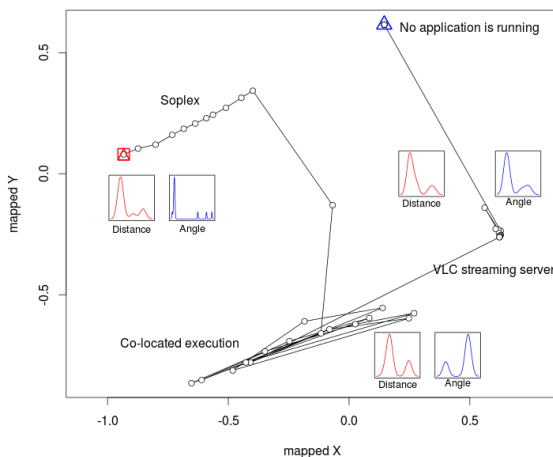 No application is running
0.5
Soplex
mapped Y
0.0
Distance
Angle
Distance
Angle
VLC streaming server
-0.5
Co-located execution
Distance
Angle
-1.0
-0.5
0.0
0.5
mapped X